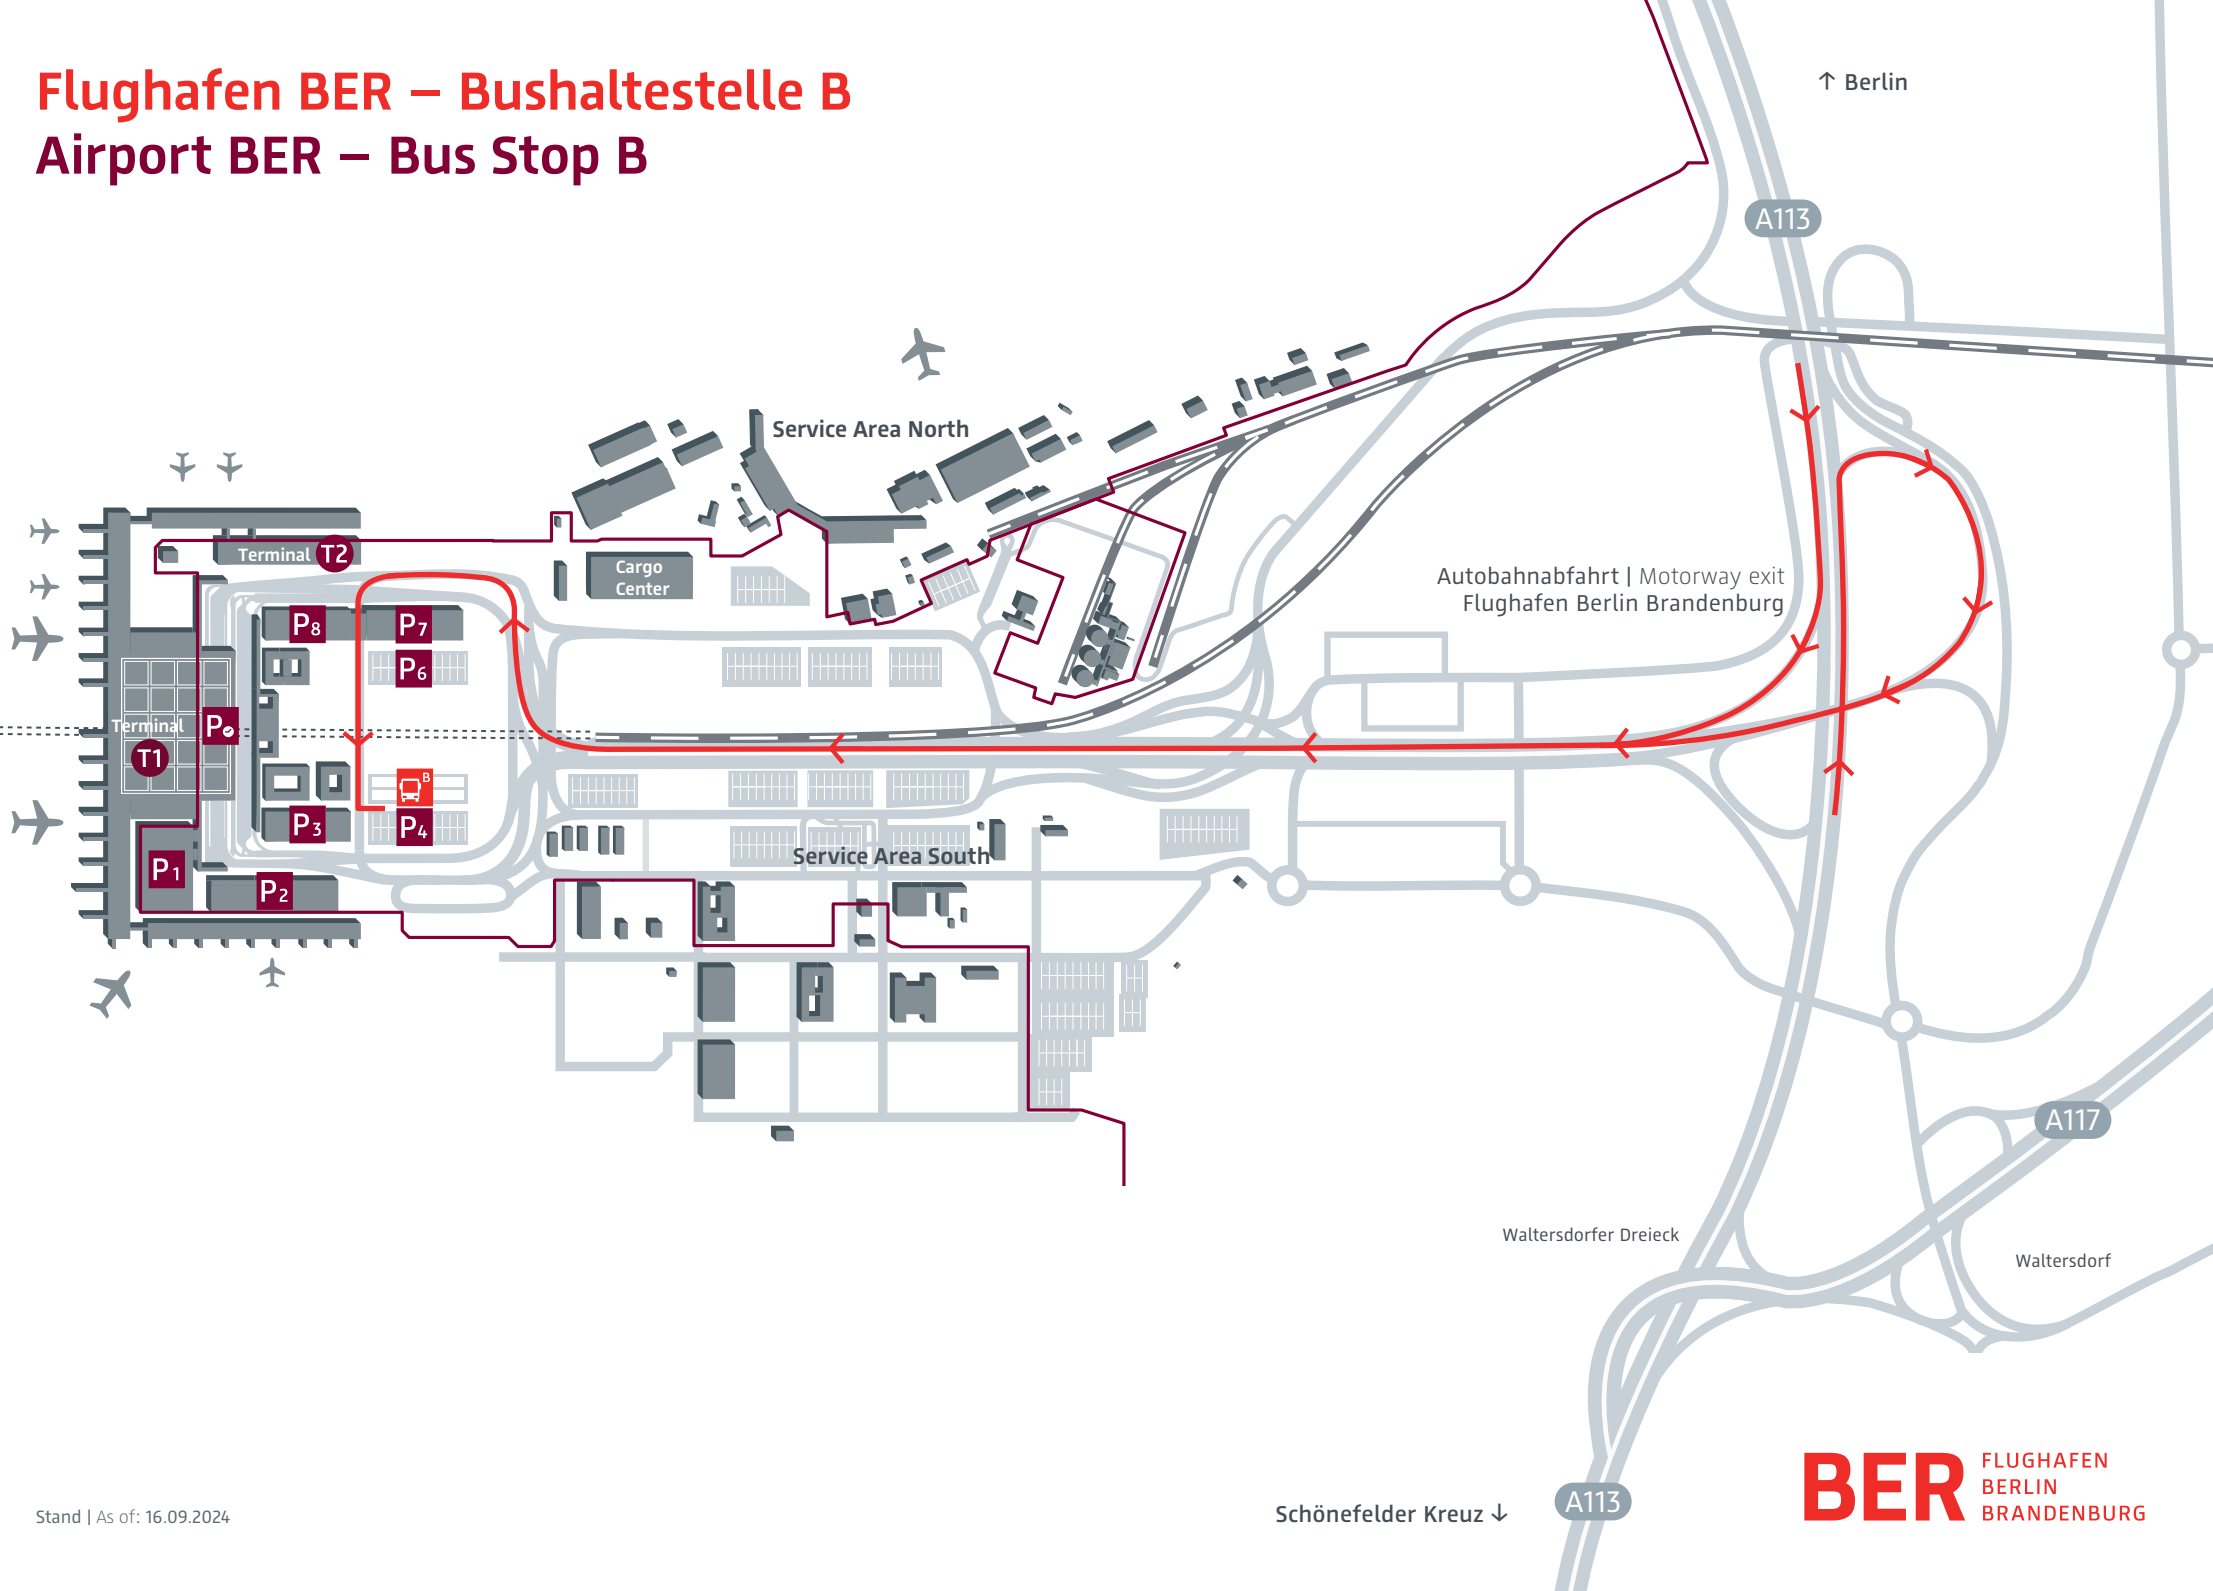 Flughafen BER – Bushaltestelle B
Airport BER – Bus Stop B
↑ Berlin
A113
Service Area North
Terminal T2
Cargo
Center
Autobahnabfahrt | Motorway exit
Flughafen Berlin Brandenburg
P8
P7
P6
Terminal
T1
P
B
P3
P4
P1
P2
Service Area South
A117
Waltersdorfer Dreieck
Waltersdorf
A113
Schönefelder Kreuz ↓
BER
FLUGHAFEN
BERLIN
BRANDENBURG
Stand | As of: 16.09.2024